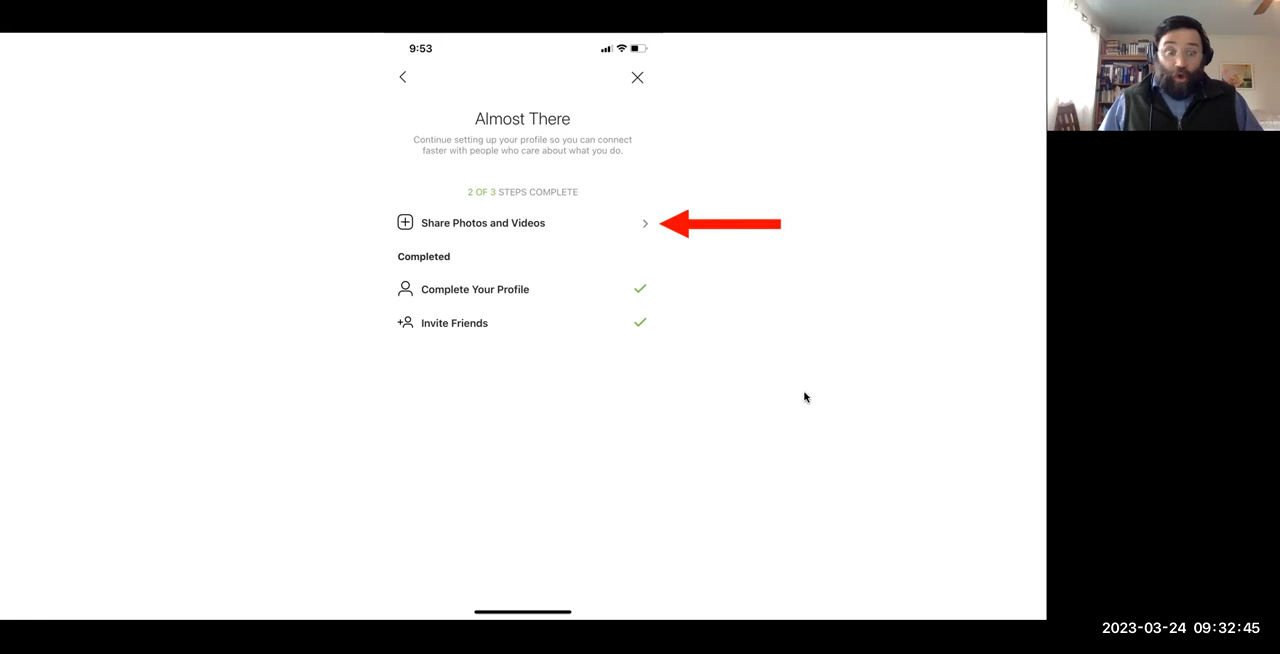 9:53
Almost There
Continue setting up your profile so you can connect
faster with people who care about what you do.
2 OF 3 STEPS COMPLETE
Share Photos and Videos
Completed
Complete Your Profile
Invite Friends
2023-03-24 09:32:45